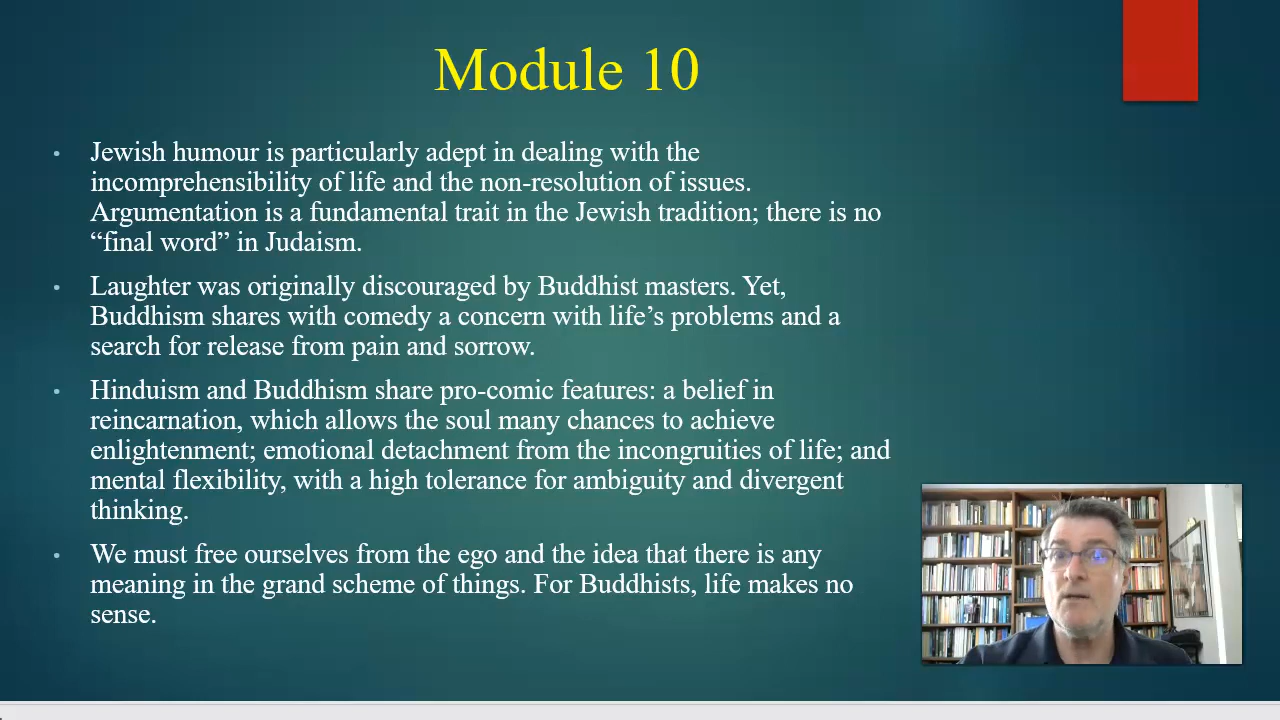 Module 10
Jewish humour is particularly adept in dealing with the
incomprehensibility of life and the non-resolution of issues.
Argumentation is a fundamental trait in the Jewish tradition; there is no
“final word” in Judaism.
Laughter was originally discouraged by Buddhist masters. Yet,
Buddhism shares with comedy a concern with life’s problems and a
search for release from pain and sorrow.
Hinduism and Buddhism share pro-comic features: a belief in
reincarnation, which allows the soul many chances to achieve
enlightenment; emotional detachment from the incongruities of life; and
mental flexibility, with a high tolerance for ambiguity and divergent
thinking.
We must free ourselves from the ego and the idea that there is any
meaning in the grand scheme of things. For Buddhists, life makes no
sense.